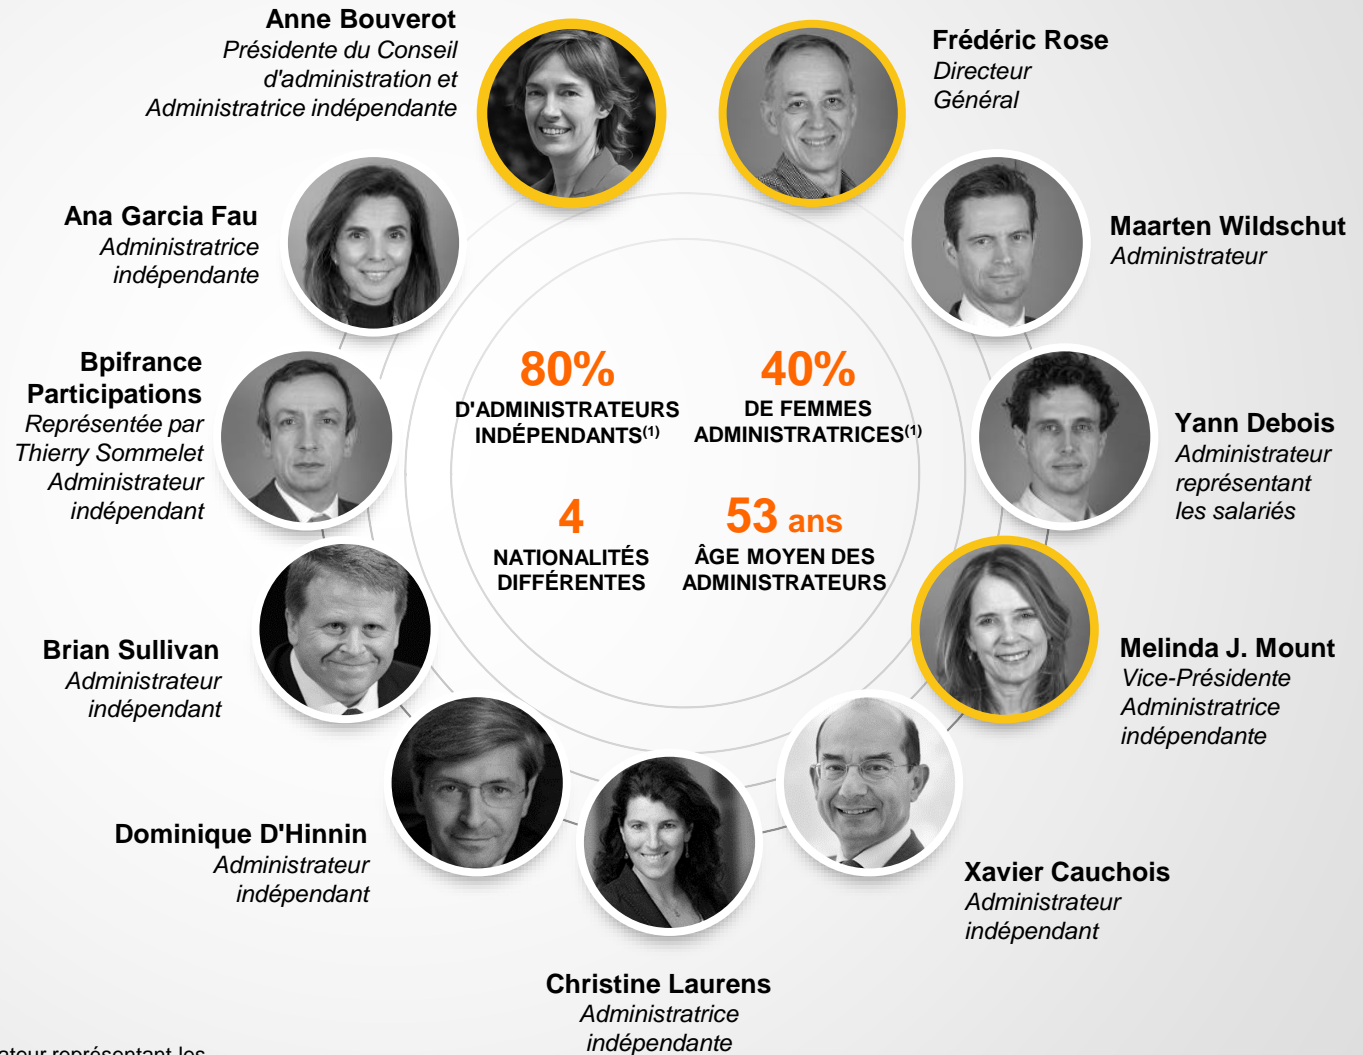 Anne Bouverot
Présidente du Conseil
d'administration et
Administratrice indépendante
Frédéric Rose
Directeur
Général
Ana Garcia Fau
Administratrice
indépendante
Maarten Wildschut
Administrateur
Bpifrance
Participations
Représentée par
Thierry Sommelet
Administrateur
indépendant
80%
D'ADMINISTRATEURS
INDÉPENDANTS(1)
40%
DE FEMMES
ADMINISTRATRICES(1)
4
NATIONALITÉS
DIFFÉRENTES
53 ans
ÂGE MOYEN DES
ADMINISTRATEURS
Yann Debois
Administrateur
représentant
les salariés
Brian Sullivan
Administrateur
indépendant
Melinda J. Mount
Vice-Présidente
Administratrice
indépendante
Dominique D'Hinnin
Administrateur
indépendant
Xavier Cauchois
Administrateur
indépendant
Christine Laurens
Administratrice
indépendante
représentant les